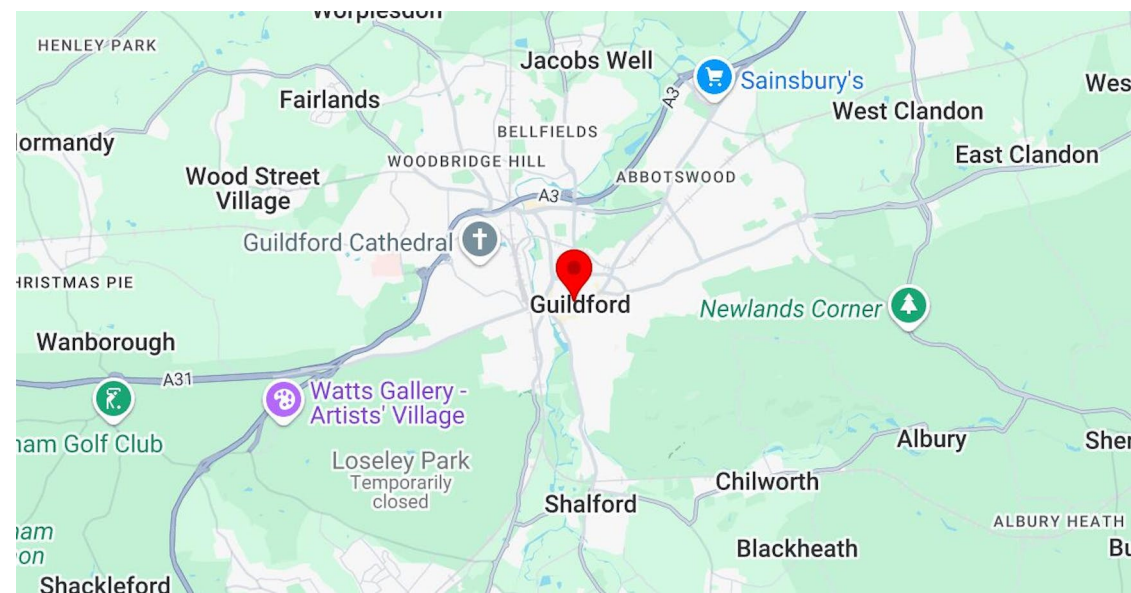 Worplesdon
HENLEY PARK
Jacobs Well
Sainsbury's
Wes
Fairlands
West Clandon
A3
BELLFIELDS
ormandy
East Clandon
WOODBRIDGE HILL
Wood Street
Village
ABBOTSWOOD
A3
Guildford Cathedral
HRISTMAS PIE
Guildford
Newlands Corner
Wanborough
A31
Watts Gallery -
Artists' Village
ham Golf Club
Albury
Sher
Loseley Park
Temporarily
closed
Chilworth
Shalford
ALBURY HEATH
ham
on
Blackheath
Bu
Shackleford